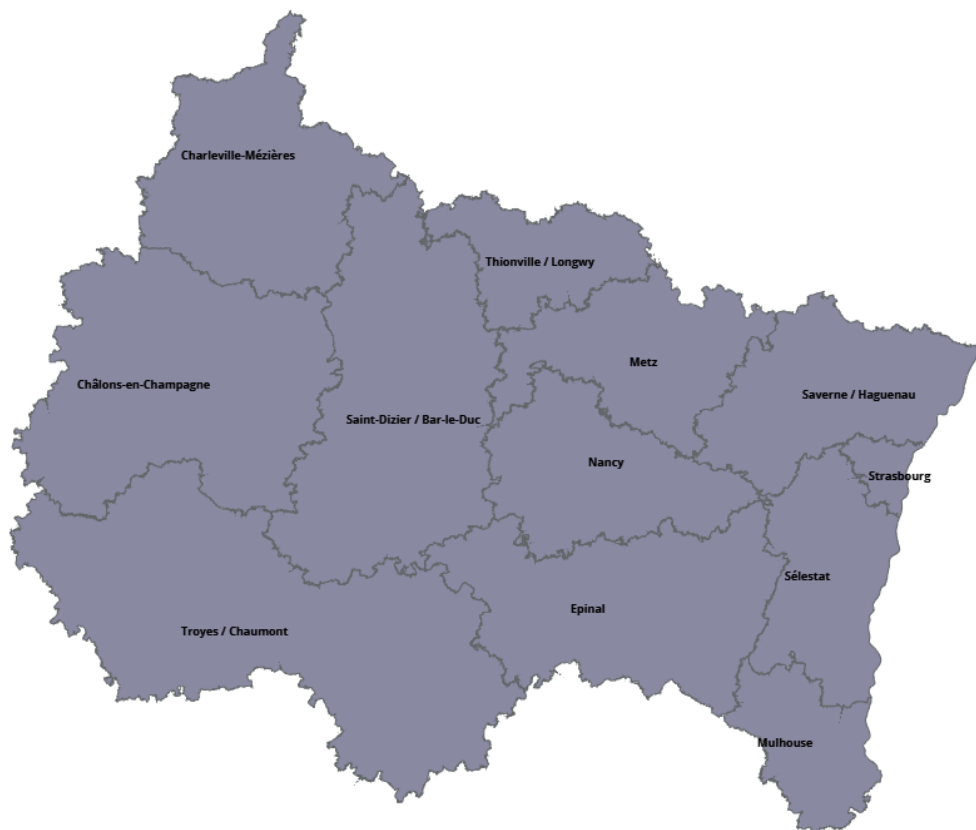 Charleville-Mézières
Thionville / Longwy
Metz
Châlons-en-Champagne
Saverne / Haguenau
Saint-Dizier / Bar-le-Duc
Nancy
Strasbourg
Sélestat
Epinal
Troyes / Chaumont
Mulhouse